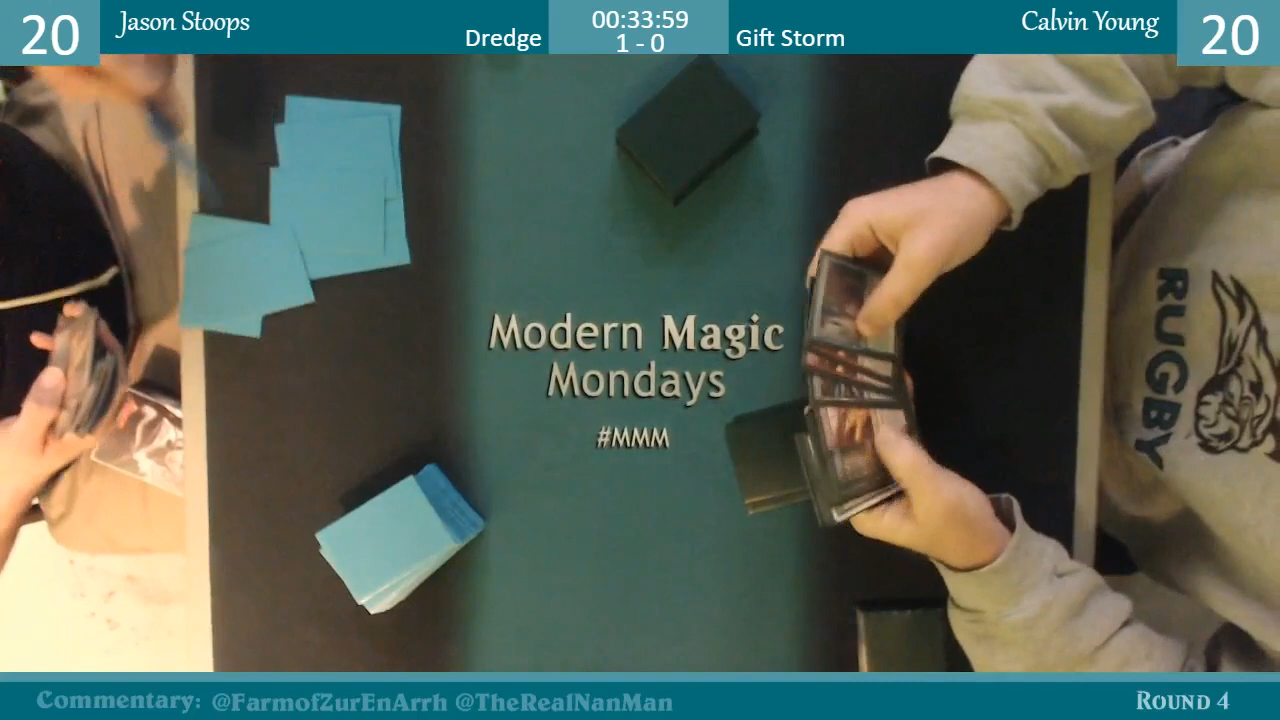 20
Jason Stoops
Dredge
00:33:59
1 - 0
Gift Storm
Calvin Young
20
Modern Magic
Mondays
#MMM
RUGBY
Commentary: @FarmofZurEnArrh @TheRealNanMan
Round 4